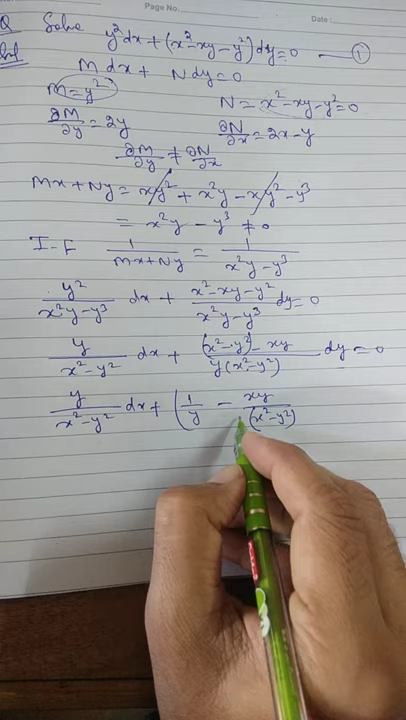 Page No.
Date:
Q Solve y²dx + (x²-xy-y²)dy=0 — ①
Sol M dx + N dy=0
M=y² N=x²-xy-y²=0
∂M/∂y=2y ∂N/∂x=2x-y
∂M/∂y ≠ ∂N/∂x
Mx+Ny= xy² + x²y - xy² - y³
= x²y - y³ ≠ 0
I-F 1/(Mx+Ny) = 1/(x²y-y³)
y²/(x²y-y³) dx + (x²-xy-y²)/(x²y-y³) dy=0
y/(x²-y²) dx + ((x²-y²)-xy)/(y(x²-y²)) dy=0
y/(x²-y²) dx + (1/y - xy/(x²-y²)